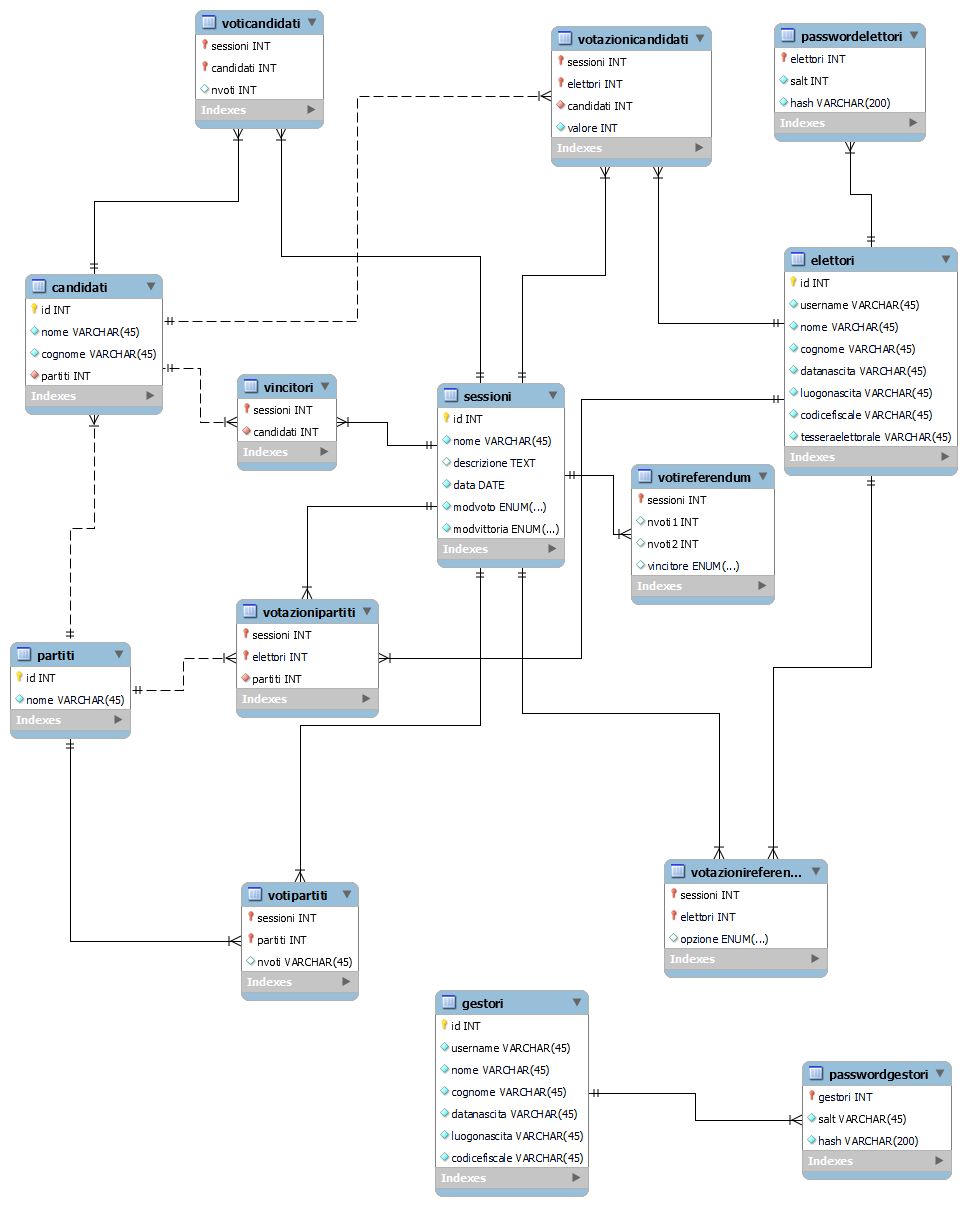 voticandidati
sessioni INT
candidati INT
nvoti INT
Indexes
votazionicandidati
sessioni INT
elettori INT
candidati INT
valore INT
Indexes
passwordelettori
elettori INT
salt INT
hash VARCHAR(200)
Indexes
candidati
id INT
nome VARCHAR(45)
cognome VARCHAR(45)
partiti INT
Indexes
vincitori
sessioni INT
candidati INT
Indexes
sessioni
id INT
nome VARCHAR(45)
descrizione TEXT
data DATE
modvoto ENUM(...)
modvittoria ENUM(...)
Indexes
elettori
id INT
username VARCHAR(45)
nome VARCHAR(45)
cognome VARCHAR(45)
datanascita VARCHAR(45)
luogonascita VARCHAR(45)
codicefiscale VARCHAR(45)
tesseraelettorale VARCHAR(45)
Indexes
votireferendum
sessioni INT
nvoti1 INT
nvoti2 INT
vincitore ENUM(...)
Indexes
votazionipartiti
sessioni INT
elettori INT
partiti INT
Indexes
partiti
id INT
nome VARCHAR(45)
Indexes
votipartiti
sessioni INT
partiti INT
nvoti VARCHAR(45)
Indexes
votazionireferen...
sessioni INT
elettori INT
opzione ENUM(...)
Indexes
gestori
id INT
username VARCHAR(45)
nome VARCHAR(45)
cognome VARCHAR(45)
datanascita VARCHAR(45)
luogonascita VARCHAR(45)
codicefiscale VARCHAR(45)
Indexes
passwordgestori
gestori INT
salt VARCHAR(45)
hash VARCHAR(200)
Indexes